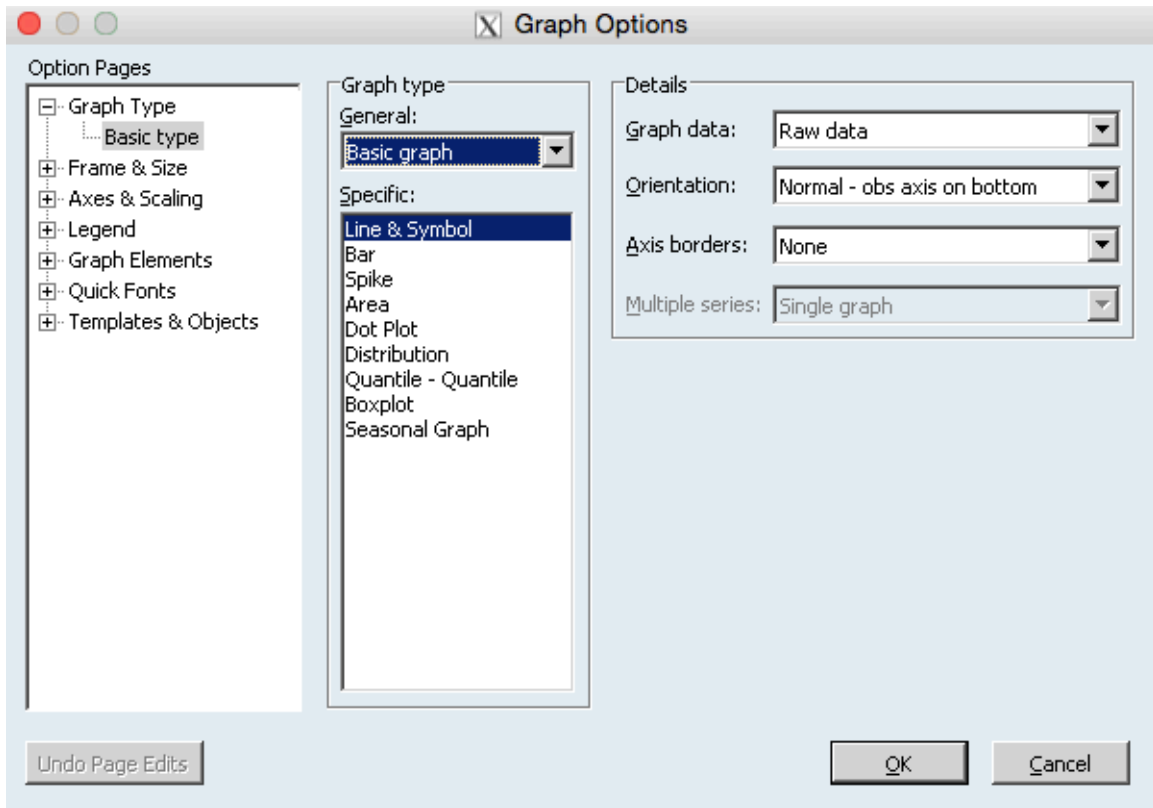 Graph Options
Option Pages
Graph Type
Basic type
Frame & Size
Axes & Scaling
Legend
Graph Elements
Quick Fonts
Templates & Objects
Graph type
General:
Basic graph
Specific:
Line & Symbol
Bar
Spike
Area
Dot Plot
Distribution
Quantile - Quantile
Boxplot
Seasonal Graph
Details
Graph data: Raw data
Orientation: Normal - obs axis on bottom
Axis borders: None
Multiple series: Single graph
Undo Page Edits
OK
Cancel